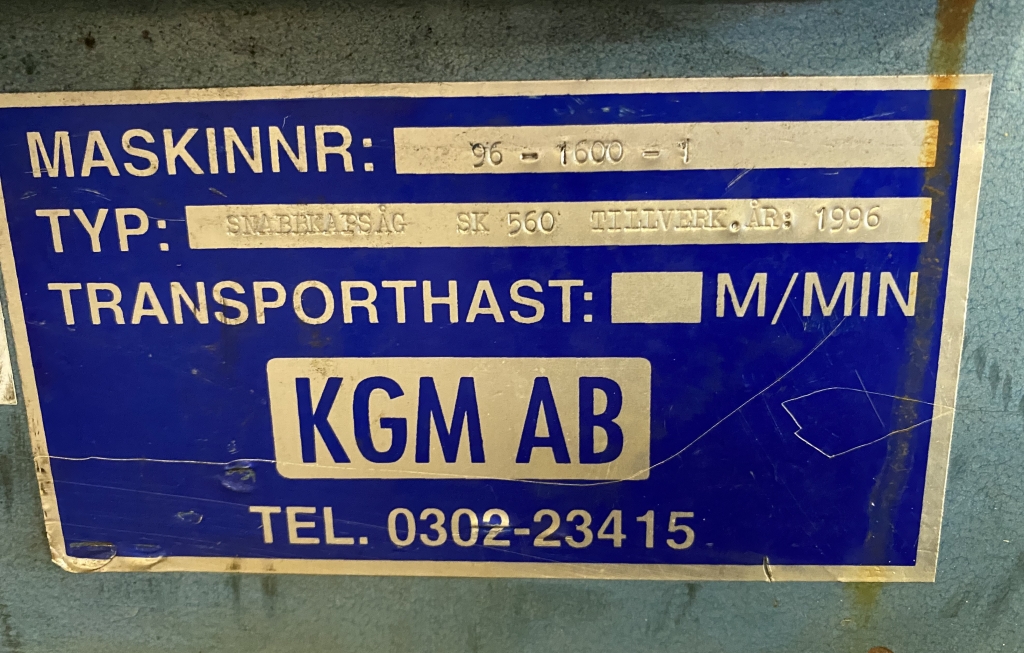 MASKINNR: 96 - 1600 - 1
TYP: SNABBKAPSÅG SK 560 TILLVERK.ÅR: 1996
TRANSPORTHAST: M/MIN
KGM AB
TEL. 0302-23415